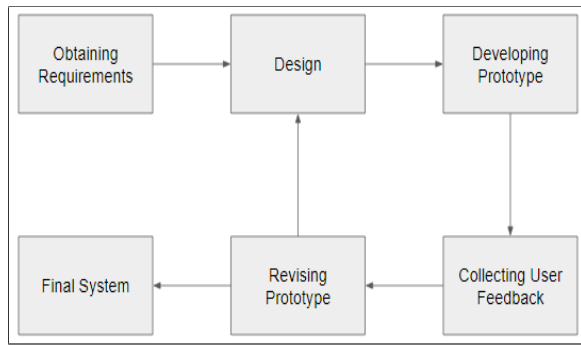 Obtaining
Requirements
Design
Developing
Prototype
Final System
Revising
Prototype
Collecting User
Feedback